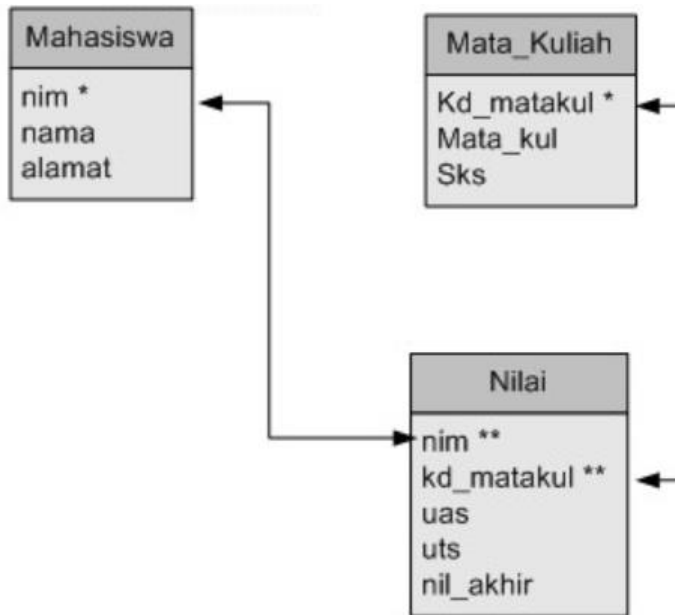 Mahasiswa
nim *
nama
alamat
Mata_Kuliah
Kd_matakul *
Mata_kul
Sks
Nilai
nim **
kd_matakul **
uas
uts
nil_akhir